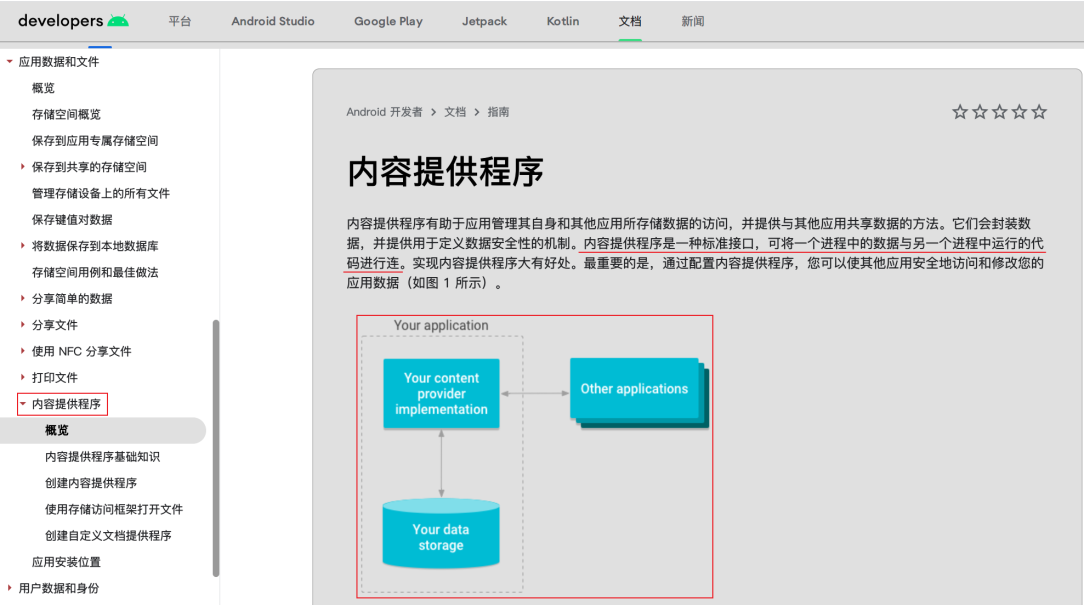 developers 平台 Android Studio Google Play Jetpack Kotlin 文档 新闻
应用数据和文件
概览
存储空间概览
保存到应用专属存储空间
保存到共享的存储空间
管理存储设备上的所有文件
保存键值对数据
将数据保存到本地数据库
存储空间用例和最佳做法
分享简单的数据
分享文件
使用 NFC 分享文件
打印文件
内容提供程序
概览
内容提供程序基础知识
创建内容提供程序
使用存储访问框架打开文件
创建自定义文档提供程序
应用安装位置
用户数据和身份
Android 开发者 > 文档 > 指南
内容提供程序
内容提供程序有助于应用管理其自身和其他应用所存储数据的访问，并提供与其他应用共享数据的方法。它们会封装数
据，并提供用于定义数据安全性的机制。内容提供程序是一种标准接口，可将一个进程中的数据与另一个进程中运行的代
码进行连。实现内容提供程序大有好处。最重要的是，通过配置内容提供程序，您可以使其他应用安全地访问和修改您的
应用数据（如图 1 所示）。
Your application
Your content
provider
implementation
Other applications
Your data
storage